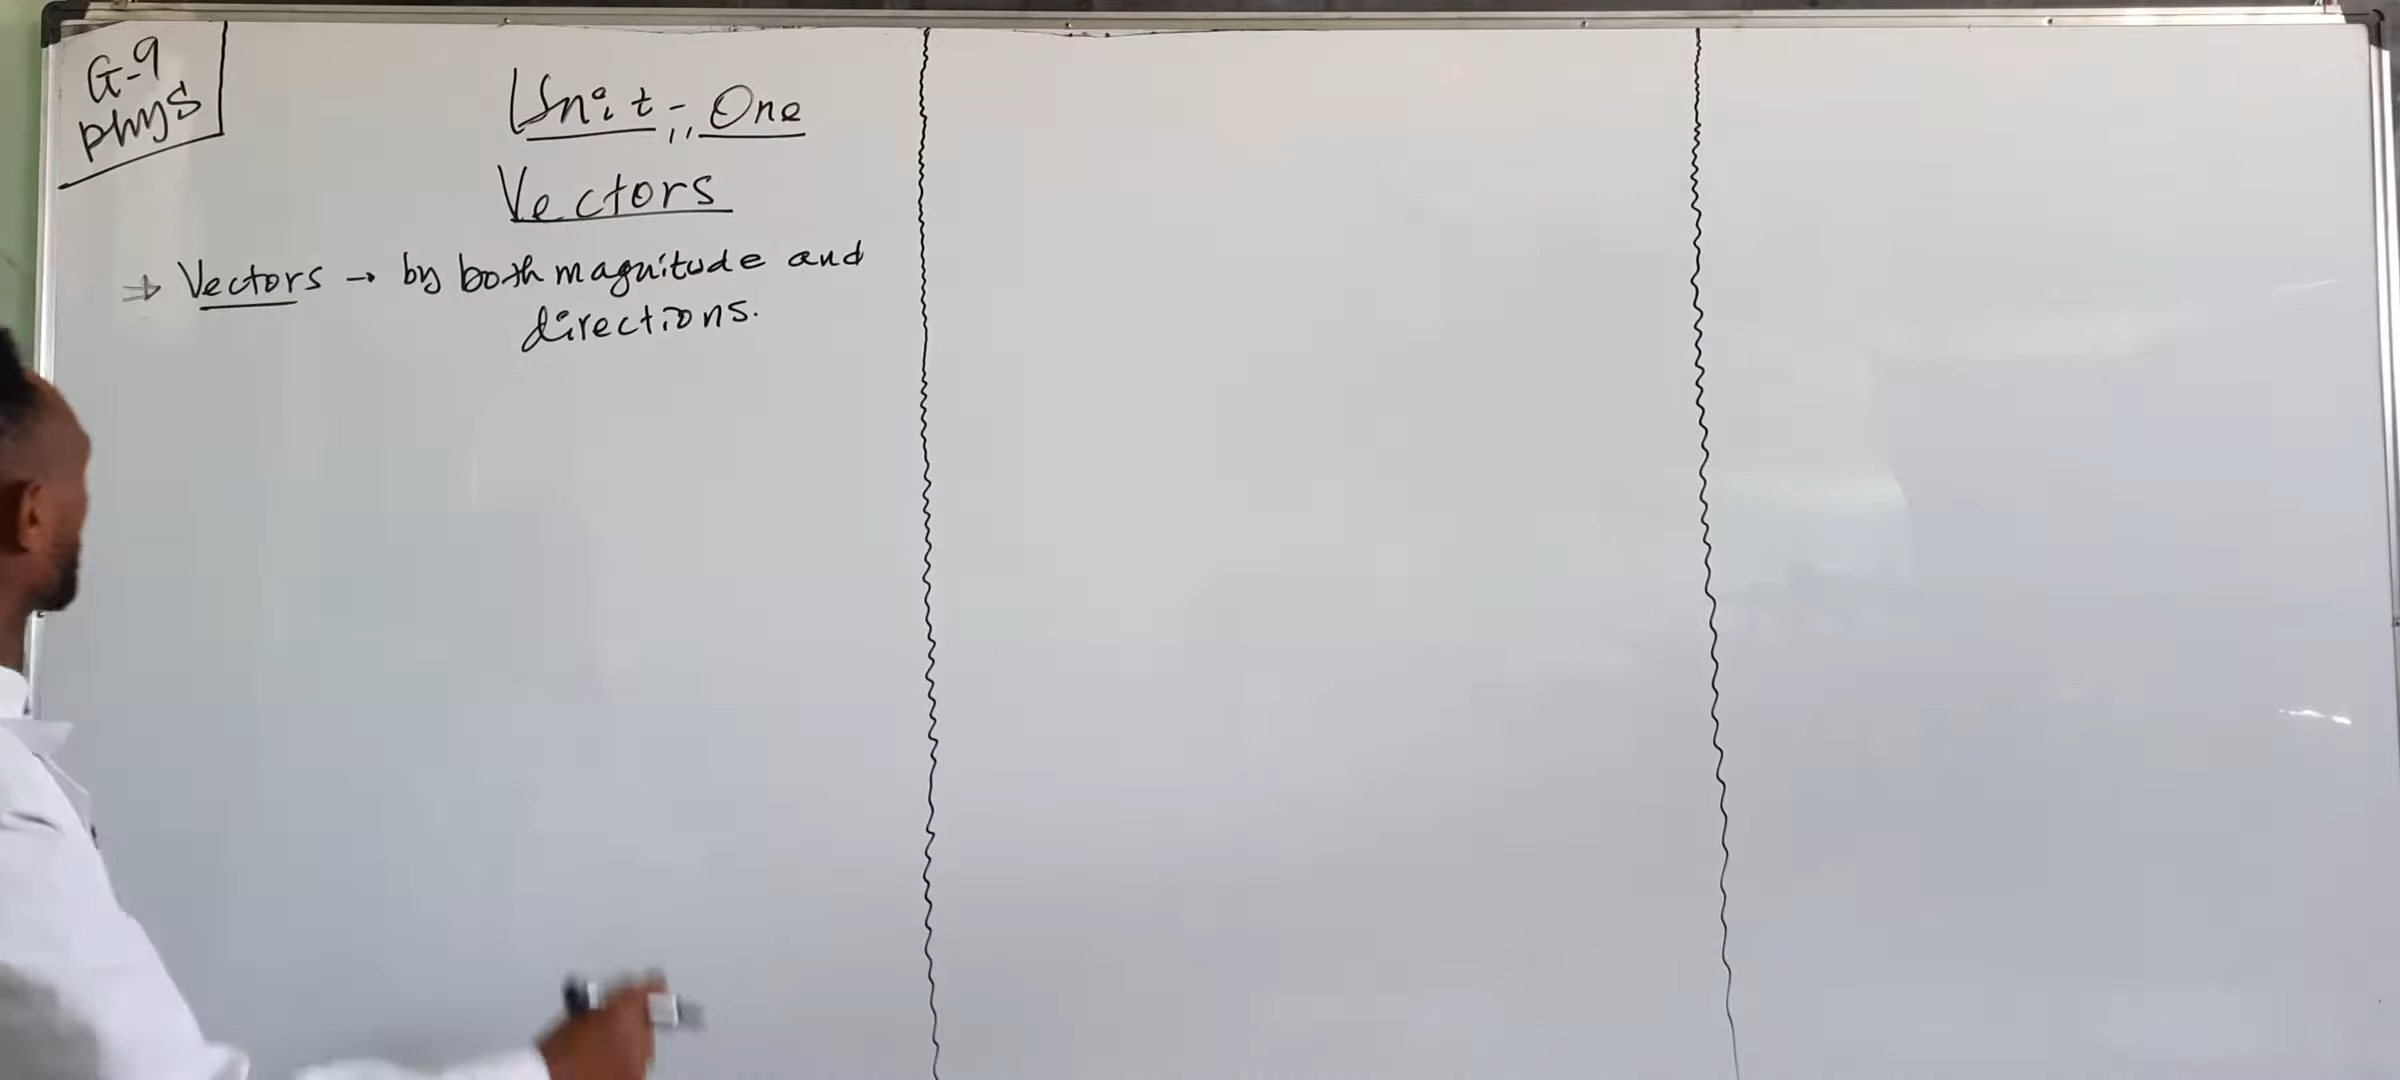 G-9
phys
Unit - One
Vectors
⇒ Vectors → by both magnitude and
directions.